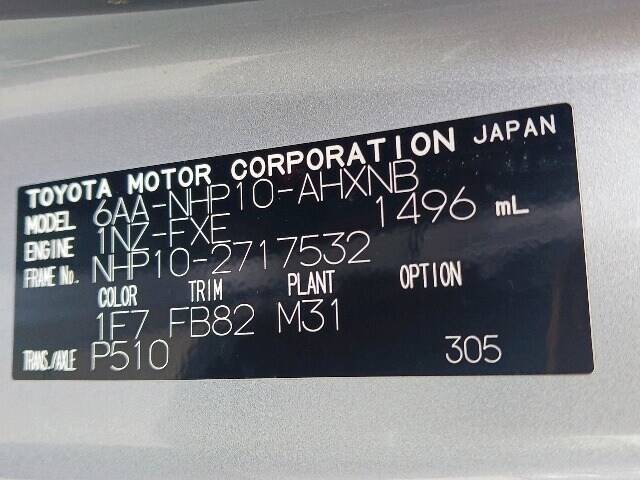 TOYOTA MOTOR CORPORATION JAPAN
MODEL 6AA-NHP10-AHXNB
ENGINE 1NZ-FXE 1496 mL
FRAME No. NHP10-2717532
COLOR TRIM PLANT OPTION
1F7 FB82 M31
TRANS./AXLE P510 305